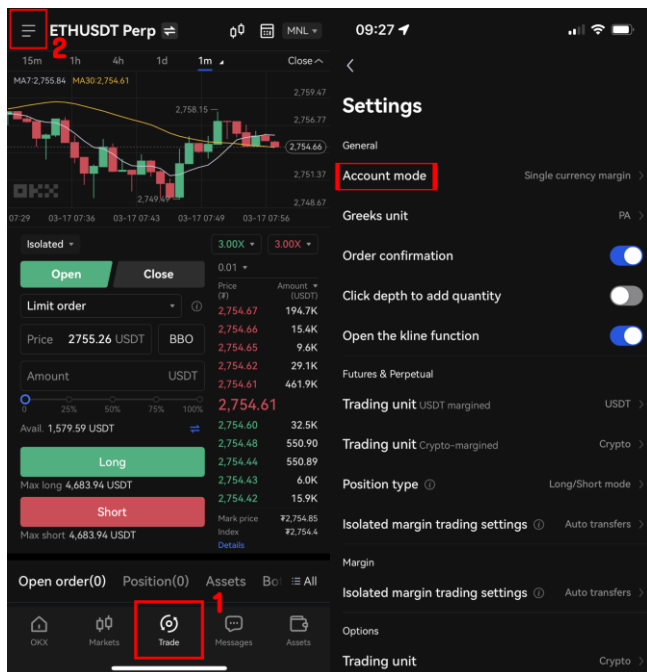 ETHUSDT Perp
MNL
2
15m 1h 4h 1d 1m Close
MA7:2,755.84 MA30:2,754.61
2,759.47
2,758.15
2,756.77
2,754.66
2,751.37
2,749.49
2,748.67
OKX
07:29 03-17 07:36 03-17 07:43 03-17 07:49 03-17 07:56
Isolated
3.00X 3.00X
Open Close
0.01
Price Amount
(₮) (USDT)
Limit order
2,754.67 194.7K
2,754.66 15.4K
Price 2755.26 USDT BBO
2,754.65 9.6K
2,754.62 29.1K
Amount USDT
2,754.61 461.9K
0 25% 50% 75% 100%
2,754.61
Avail. 1,579.59 USDT
2,754.60 32.5K
2,754.48 550.90
Long
2,754.44 550.89
Max long 4,683.94 USDT
2,754.43 6.0K
2,754.42 15.9K
Short
Mark price ₮2,754.85
Max short 4,683.94 USDT
Index ₮2,754.4
Details
Open order(0) Position(0) Assets Bo All
1
OKX Markets Trade Messages Assets
09:27
Settings
General
Account mode Single currency margin
Greeks unit PA
Order confirmation
Click depth to add quantity
Open the kline function
Futures & Perpetual
Trading unit USDT margined USDT
Trading unit Crypto-margined Crypto
Position type Long/Short mode
Isolated margin trading settings Auto transfers
Margin
Isolated margin trading settings Auto transfers
Options
Trading unit Crypto